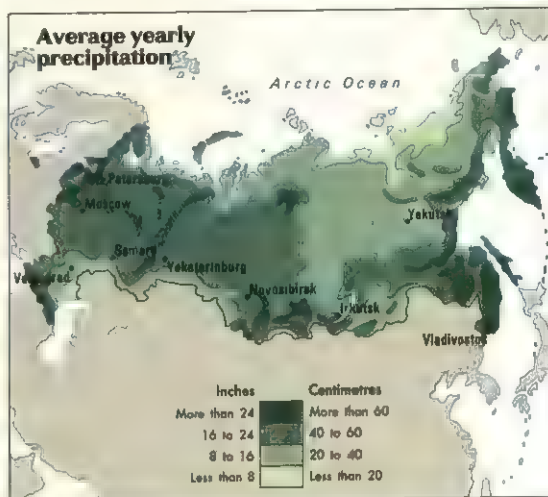 Average yearly
precipitation
Arctic Ocean
Petersburg
Moscow
Yakutsk
Samara
Yekaterinburg
Novosibirsk
Irkutsk
Vladivostok
Inches
Centimetres
More than 24
More than 60
16 to 24
40 to 60
8 to 16
20 to 40
Less than 8
Less than 20